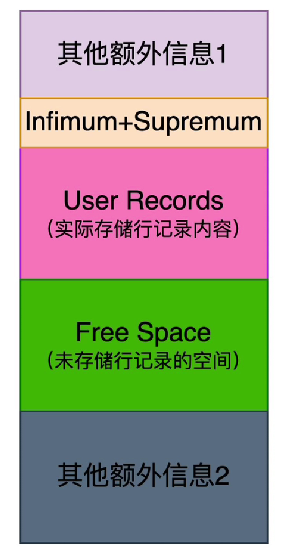 其他额外信息1
Infimum+Supremum
User Records
（实际存储行记录内容）
Free Space
（未存储行记录的空间）
其他额外信息2